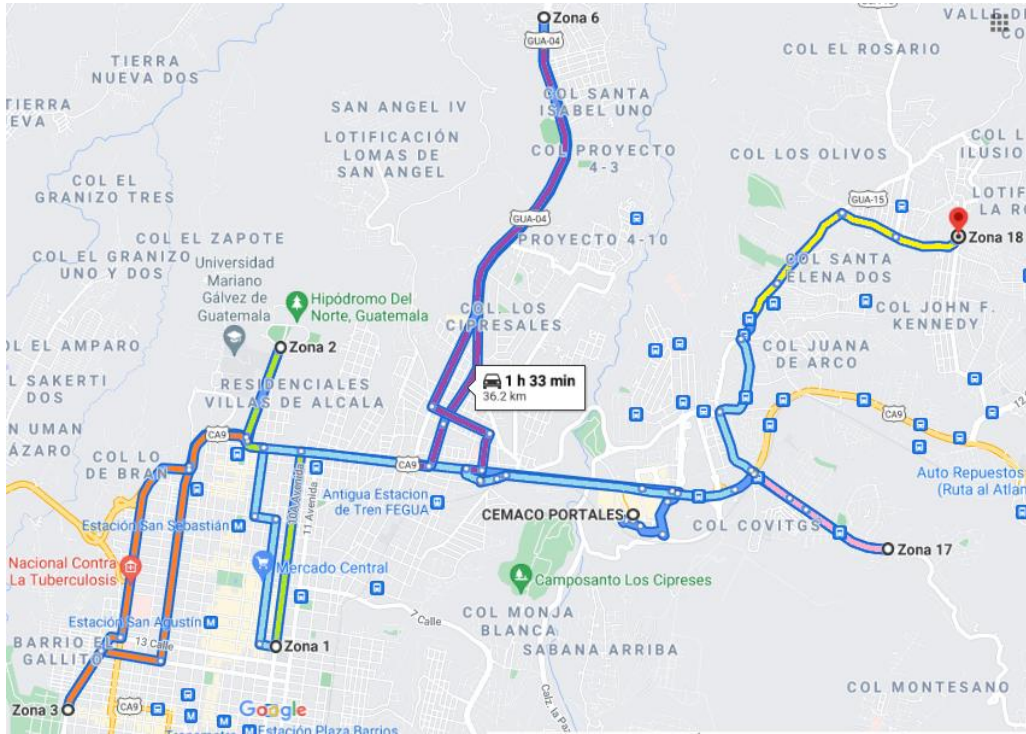 Zona 6
VALLE DE
GUA-04
COL EL ROSARIO
TIERRA
NUEVA DOS
TIERRA
EVA
SAN ANGEL IV
COL SANTA
ISABEL UNO
LOTIFICACIÓN
LOMAS DE
SAN ANGEL
COL PROYECTO
4-3
COL LOS OLIVOS
ILUSIO
COL EL
GRANIZO TRES
LOTIF
LA RO
GUA-15
GUA-04
Zona 18
COL EL ZAPOTE
PROYECTO 4-10
COL EL GRANIZO
UNO Y DOS
Universidad
Mariano
Gálvez de
Guatemala
COL SANTA
ELENA DOS
Hipódromo Del
Norte, Guatemala
COL LOS
CIPRESALES
COL JOHN F.
KENNEDY
EL AMPARO
Zona 2
COL JUANA
DE ARCO
SAKERTI
DOS
RESIDENCIALES
VILLAS DE ALCALA
1 h 33 min
36.2 km
N UMAN
ÁZARO
CA9
CA9
COL LO
DE BRAN
CA9
10A Avenida
11 Avenida
Auto Repuestos
(Ruta al Atlan
Antigua Estacion
de Tren FEGUA
CEMACO PORTALES
COL COVITGS
Estación San Sebastián
Zona 17
Nacional Contra
La Tuberculosis
Mercado Central
Camposanto Los Cipreses
7 Calle
COL MONJA
BLANCA
Estación San Agustín
13 Calle
BARRIO EL
GALLITO
Zona 1
SABANA ARRIBA
COL MONTESANO
Zona 3
CA9
Google
Calz. la Paz
Estación Plaza Barrios